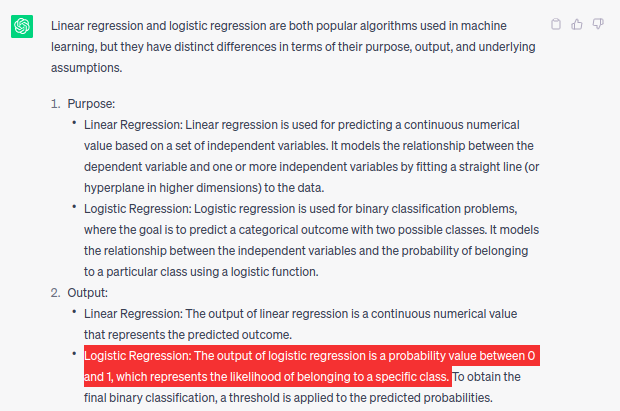 Linear regression and logistic regression are both popular algorithms used in machine
learning, but they have distinct differences in terms of their purpose, output, and underlying
assumptions.
1. Purpose:
• Linear Regression: Linear regression is used for predicting a continuous numerical
value based on a set of independent variables. It models the relationship between the
dependent variable and one or more independent variables by fitting a straight line (or
hyperplane in higher dimensions) to the data.
• Logistic Regression: Logistic regression is used for binary classification problems,
where the goal is to predict a categorical outcome with two possible classes. It models
the relationship between the independent variables and the probability of belonging
to a particular class using a logistic function.
2. Output:
• Linear Regression: The output of linear regression is a continuous numerical value
that represents the predicted outcome.
• Logistic Regression: The output of logistic regression is a probability value between 0
and 1, which represents the likelihood of belonging to a specific class. To obtain the
final binary classification, a threshold is applied to the predicted probabilities.